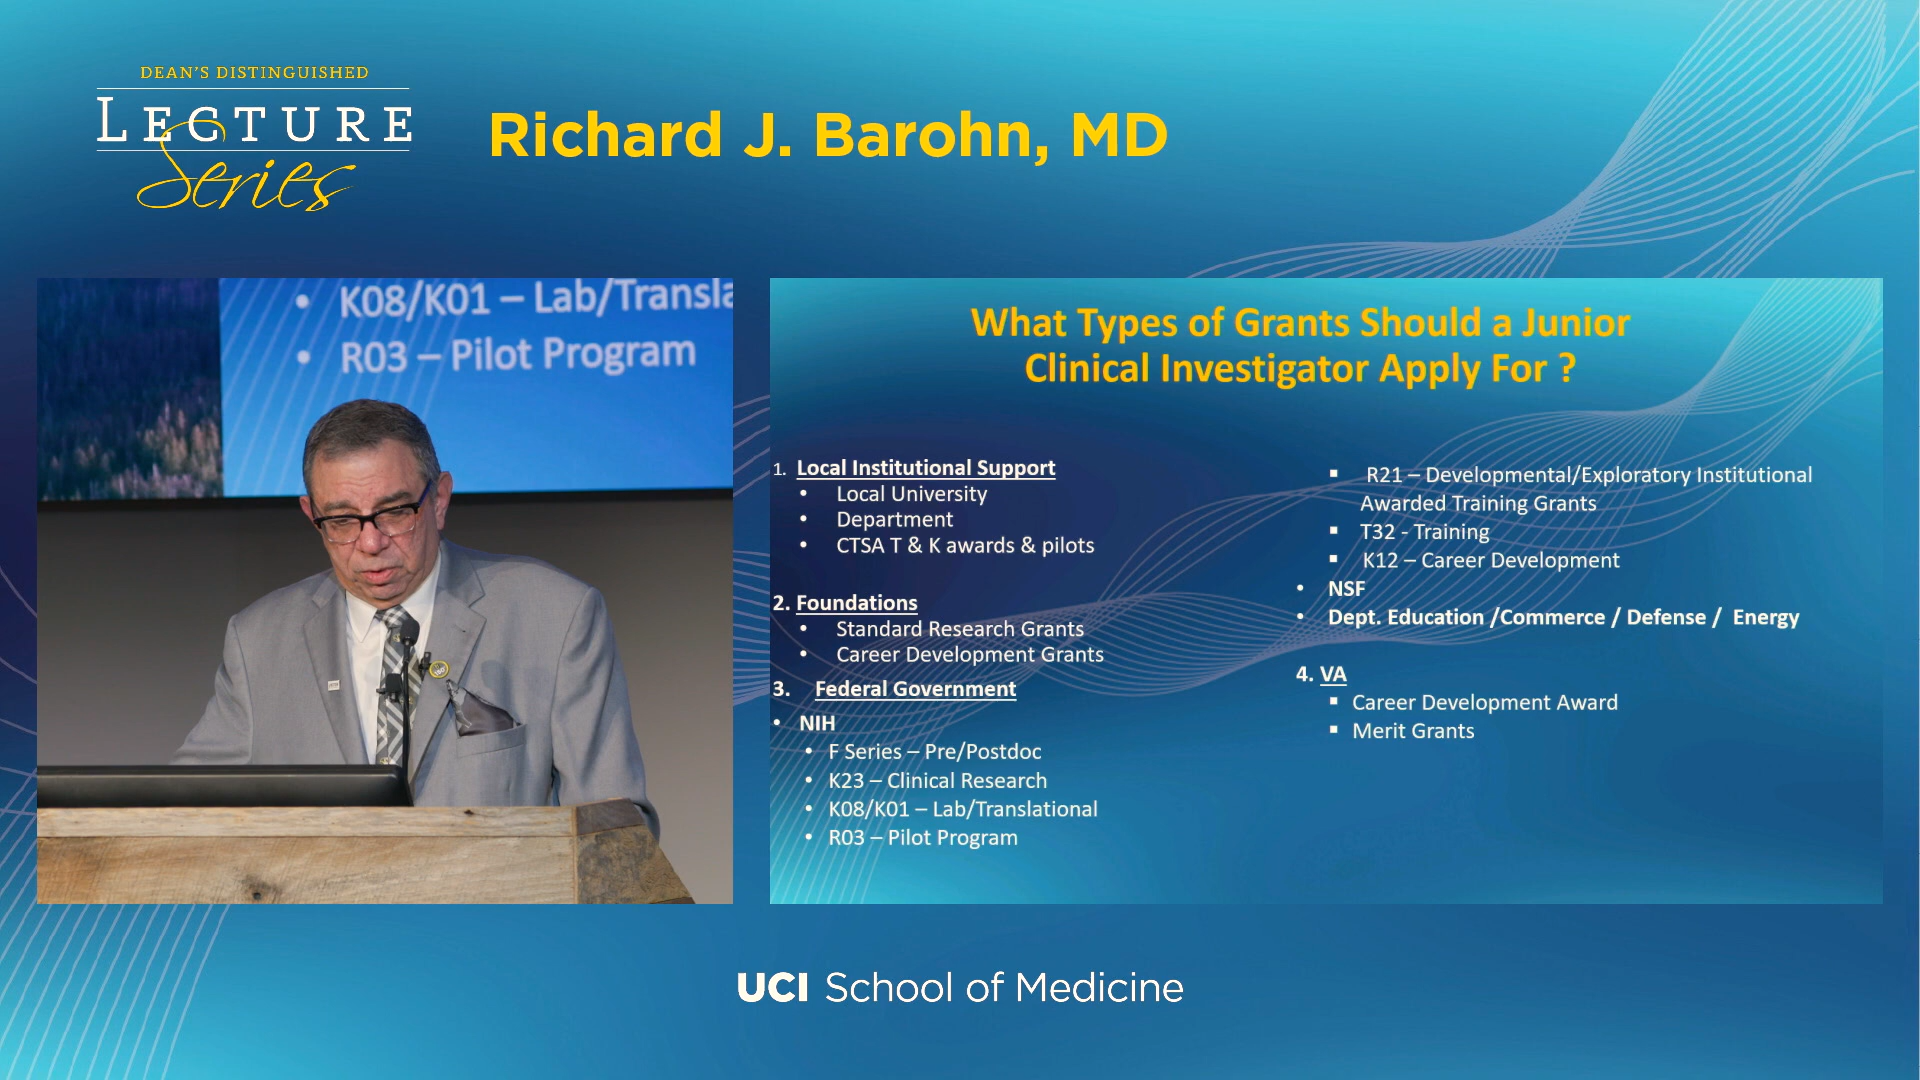 DEAN'S DISTINGUISHED
LECTURE
Series
Richard J. Barohn, MD
• K08/K01 – Lab/Transla
• R03 – Pilot Program
What Types of Grants Should a Junior
Clinical Investigator Apply For ?
1. Local Institutional Support
• Local University
• Department
• CTSA T & K awards & pilots
2. Foundations
• Standard Research Grants
• Career Development Grants
3. Federal Government
• NIH
• F Series – Pre/Postdoc
• K23 – Clinical Research
• K08/K01 – Lab/Translational
• R03 – Pilot Program
▪ R21 – Developmental/Exploratory Institutional
Awarded Training Grants
▪ T32 - Training
▪ K12 – Career Development
• NSF
• Dept. Education /Commerce / Defense / Energy
4. VA
▪ Career Development Award
▪ Merit Grants
UCI School of Medicine